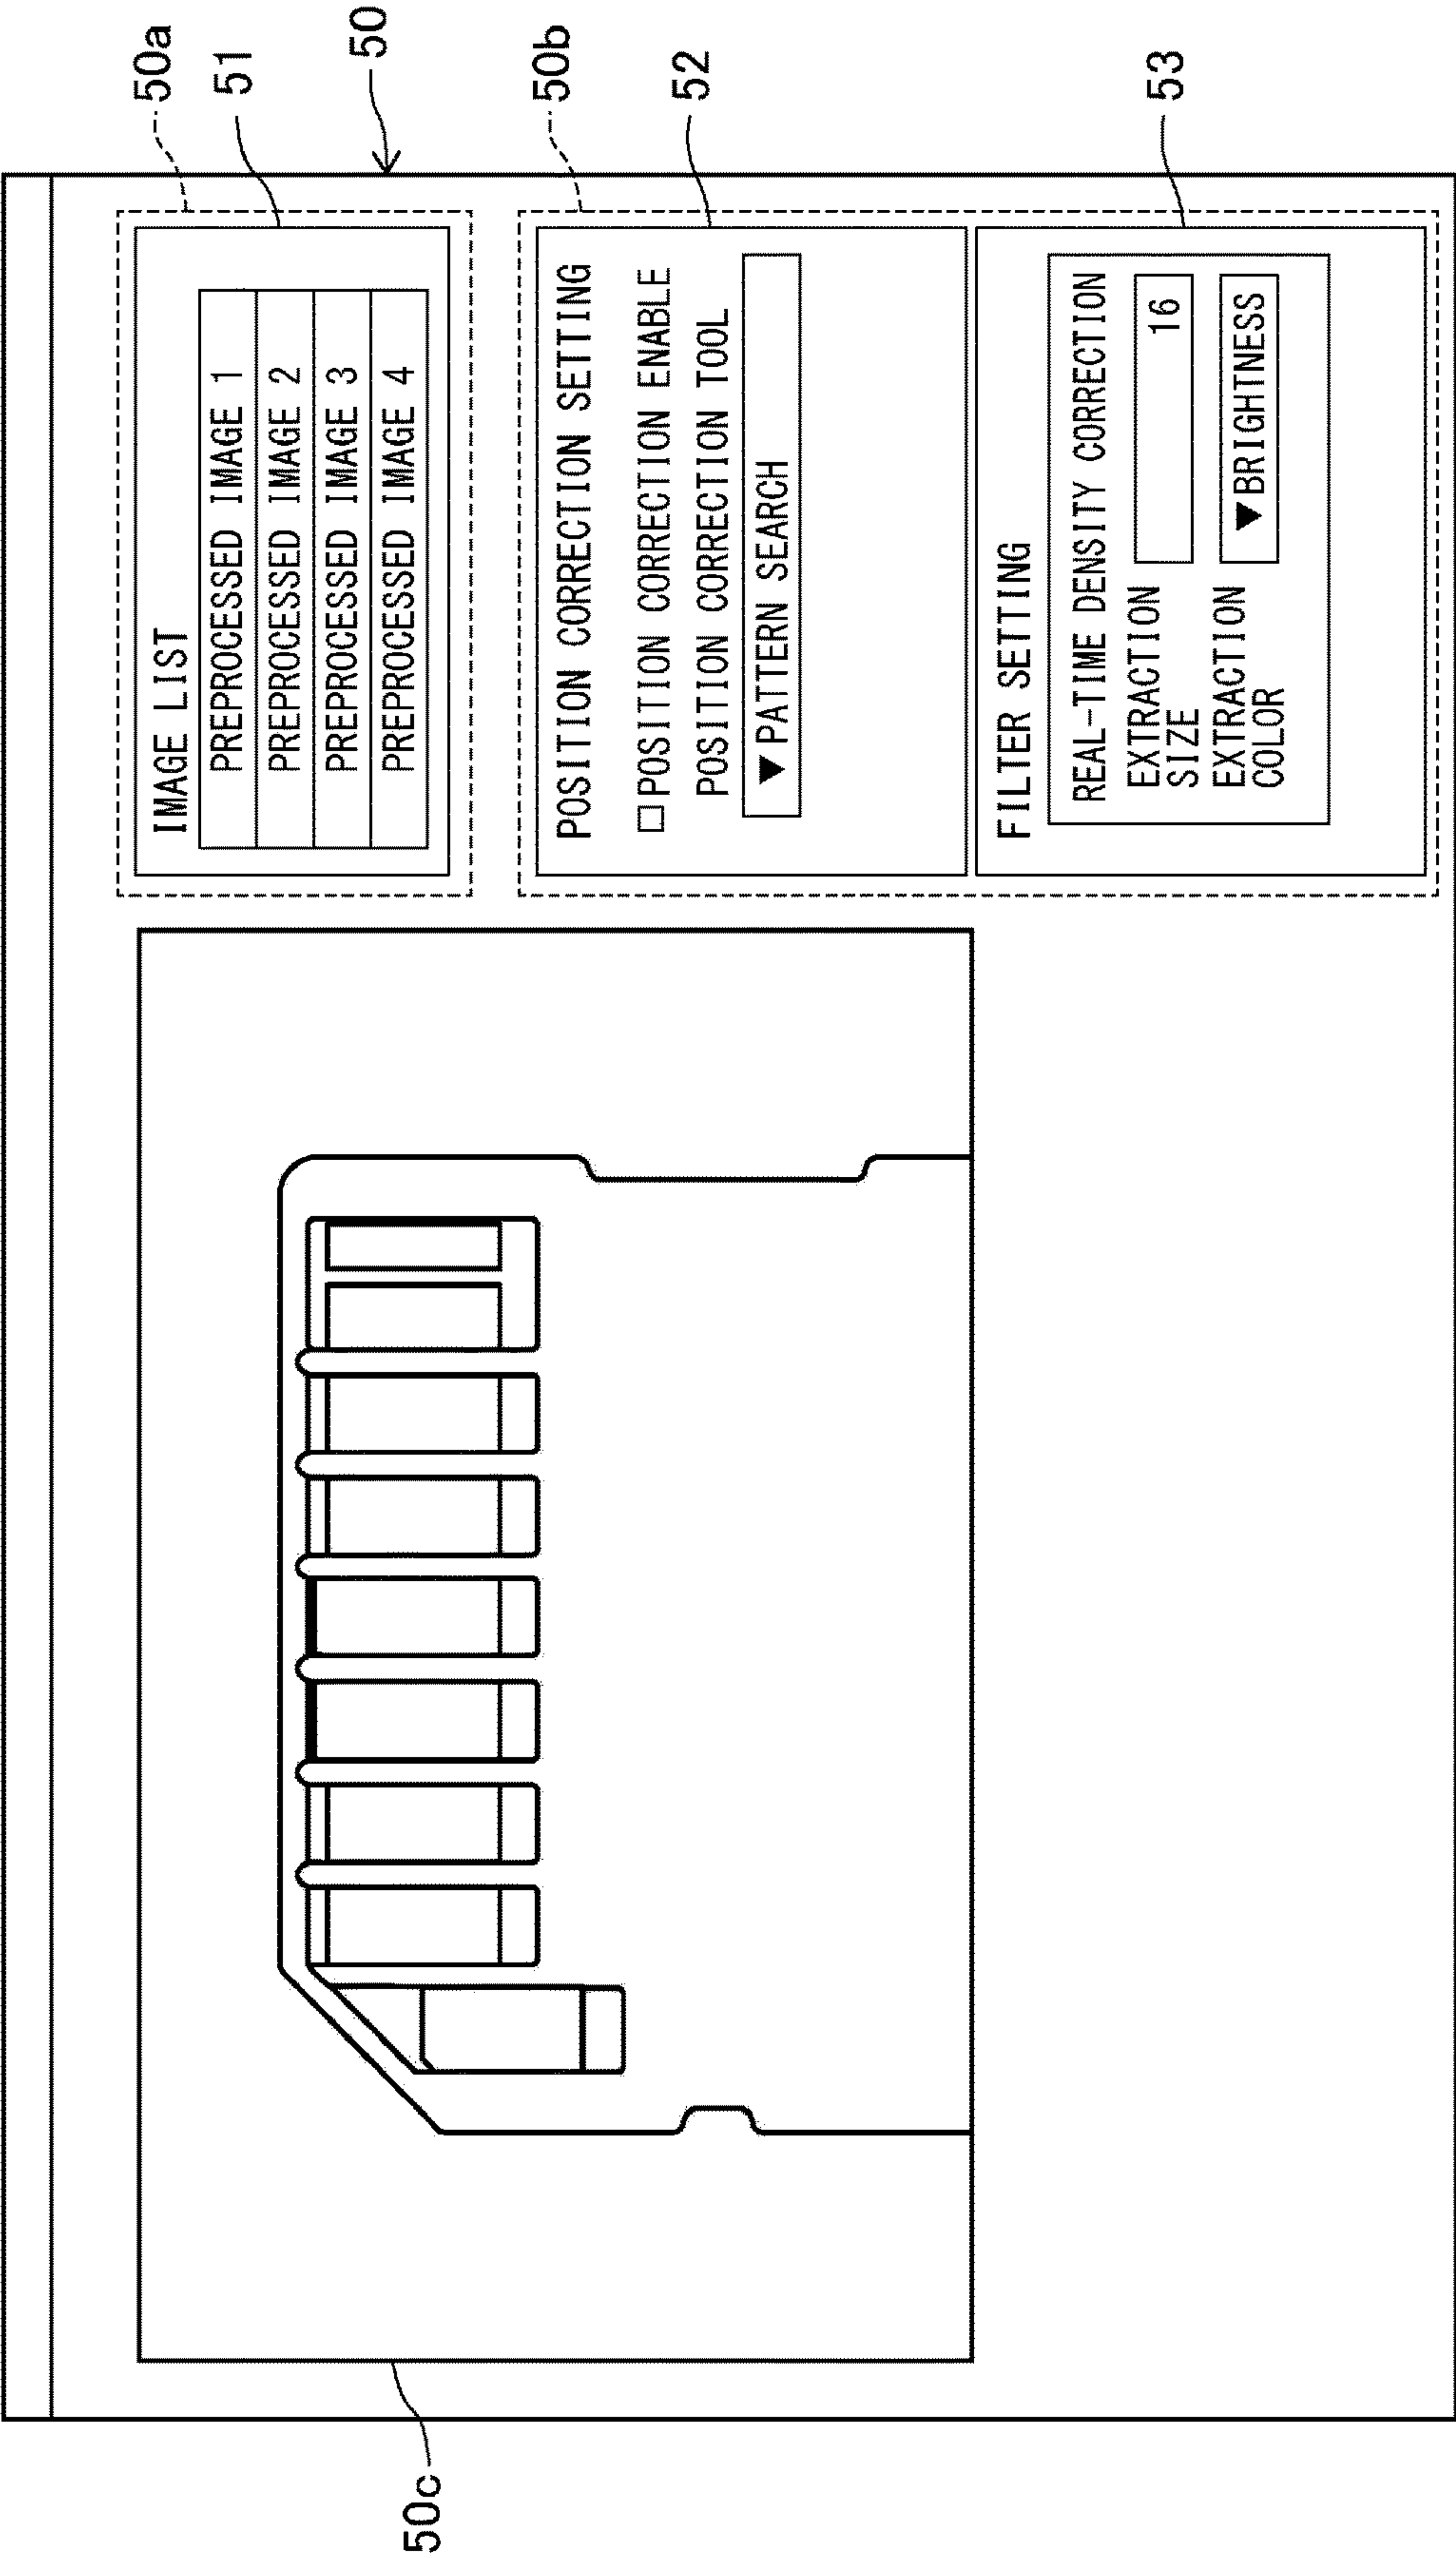 50a
51
50
IMAGE LIST
PREPROCESSED IMAGE 1
PREPROCESSED IMAGE 2
PREPROCESSED IMAGE 3
PREPROCESSED IMAGE 4
50b
52
POSITION CORRECTION SETTING
□POSITION CORRECTION ENABLE
POSITION CORRECTION TOOL
▼PATTERN SEARCH
53
FILTER SETTING
REAL-TIME DENSITY CORRECTION
EXTRACTION
SIZE
16
EXTRACTION
COLOR
▼BRIGHTNESS
50c